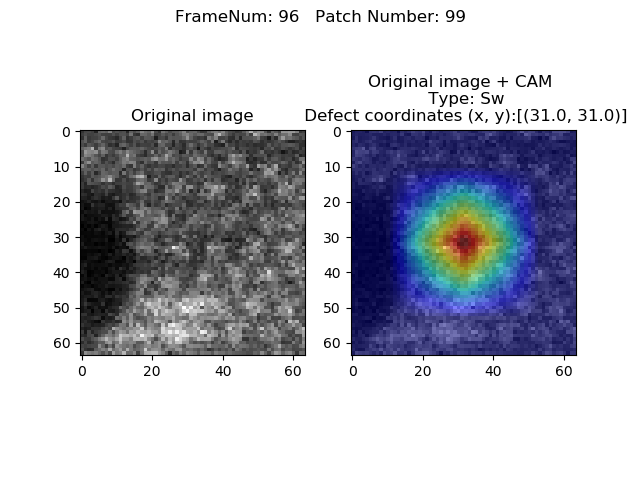 FrameNum: 96   Patch Number: 99
Original image
Original image + CAM
Type: Sw
Defect coordinates (x, y):[(31.0, 31.0)]
0
10
20
30
40
50
60
0 20 40 60
0
10
20
30
40
50
60
0 20 40 60